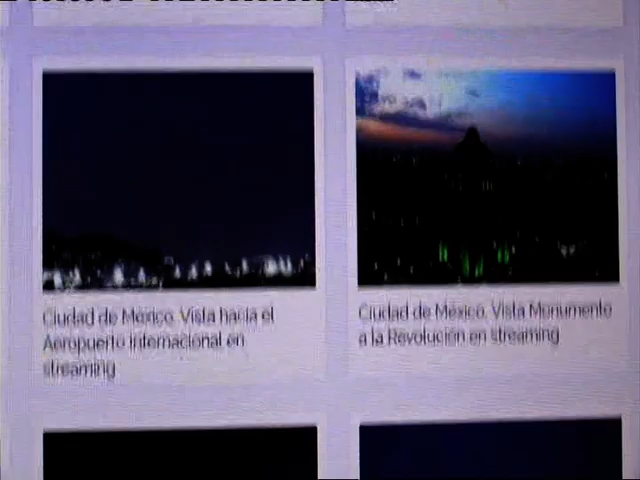 Ciudad de México. Vista hacia el
Aeropuerto internacional en
streaming
Ciudad de México. Vista Monumento
a la Revolución en streaming